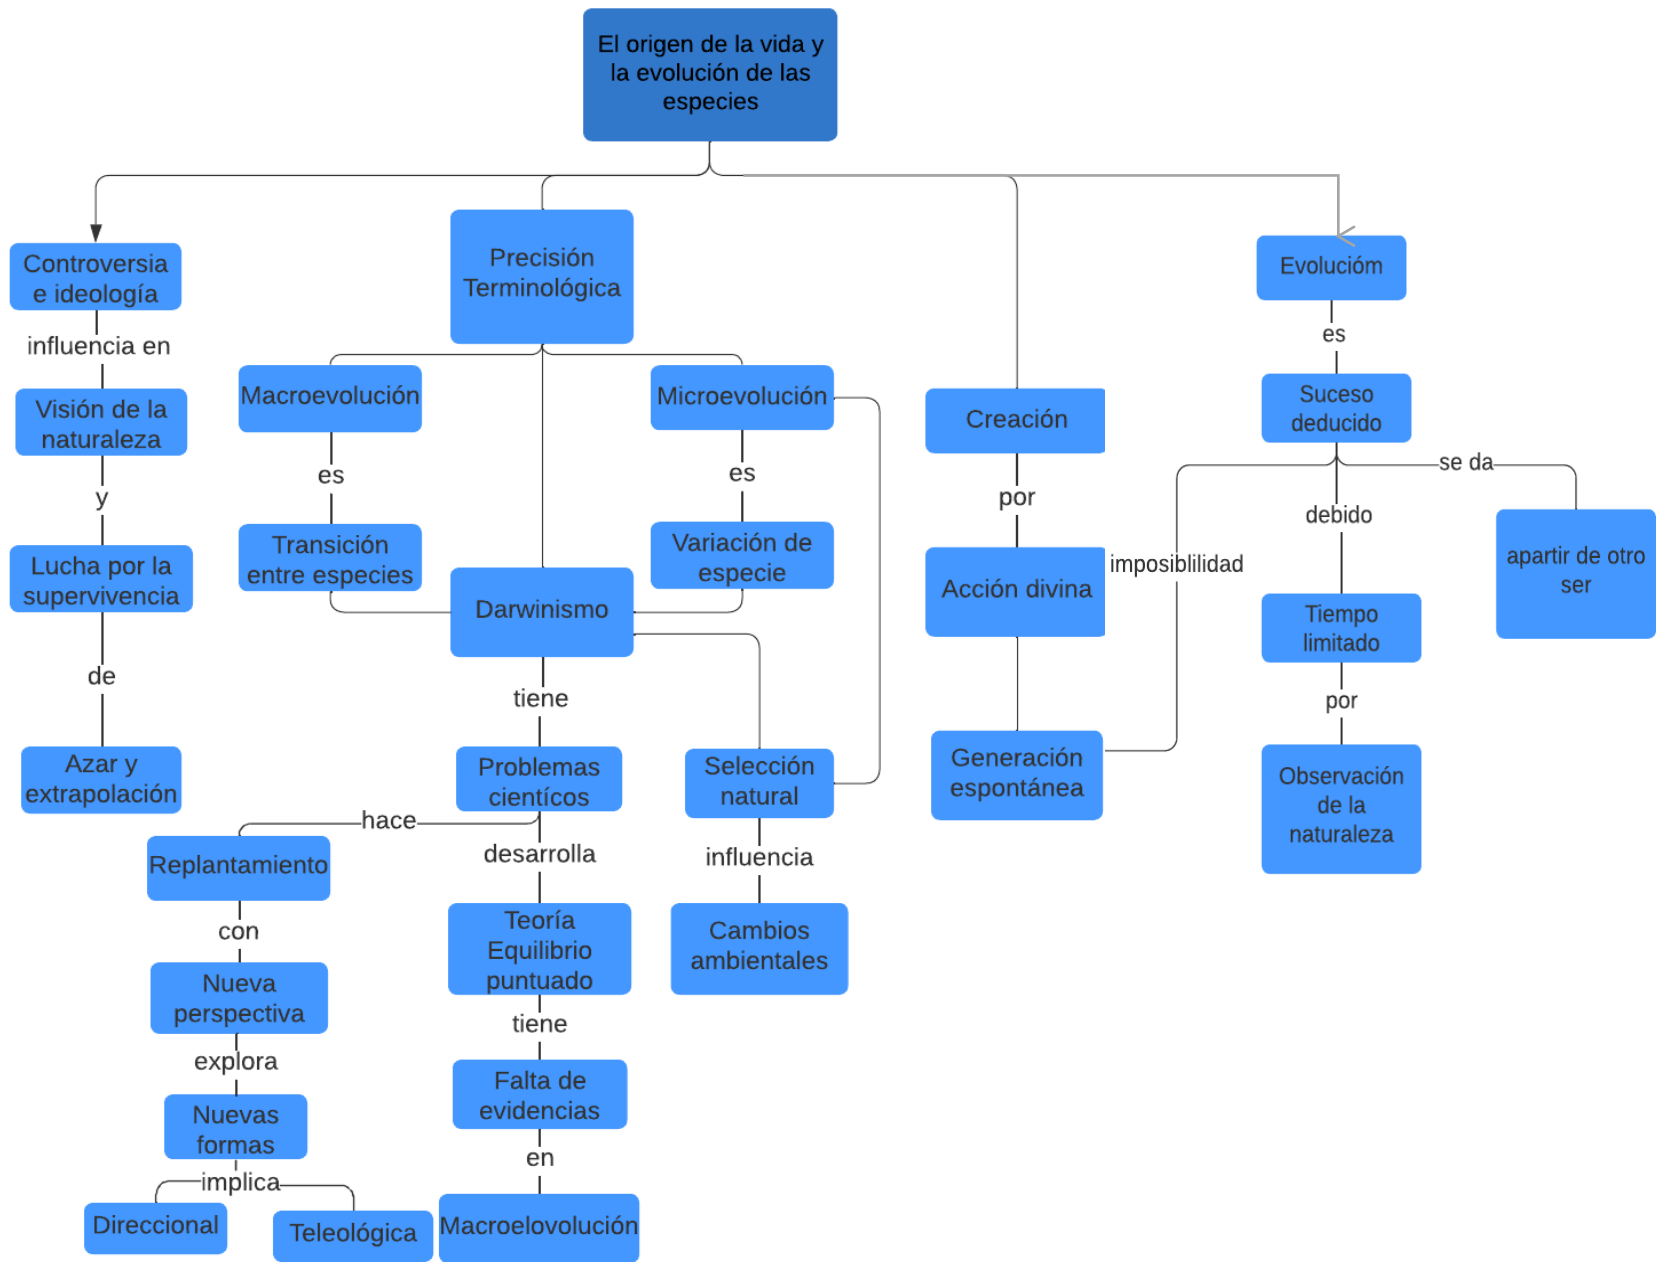 El origen de la vida y
la evolución de las
especies
Controversia
e ideología
influencia en
Visión de la
naturaleza
y
Lucha por la
supervivencia
de
Azar y
extrapolación
Precisión
Terminológica
Macroevolución
es
Transición
entre especies
Microevolución
es
Variación de
especie
Darwinismo
tiene
Problemas
cientícos
hace
Replantamiento
con
Nueva
perspectiva
explora
Nuevas
formas
implica
Direccional
Teleológica
desarrolla
Teoría
Equilibrio
puntuado
tiene
Falta de
evidencias
en
Macroelovolución
Selección
natural
influencia
Cambios
ambientales
Creación
por
Acción divina
Generación
espontánea
imposiblilidad
Evolucióm
es
Suceso
deducido
debido
Tiempo
limitado
por
Observación
de la
naturaleza
se da
apartir de otro
ser